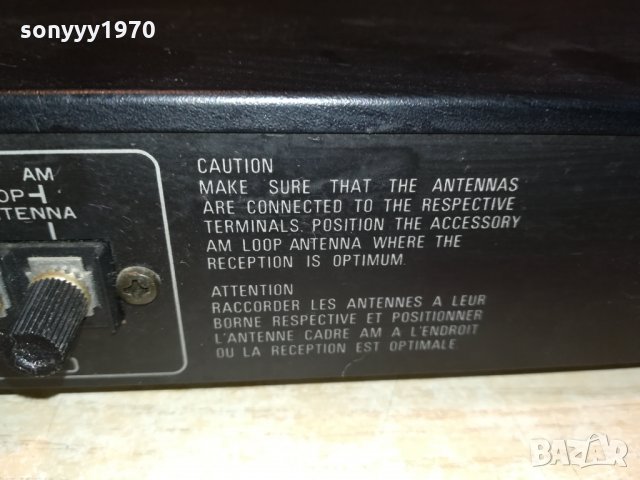 sonyyy1970
AM
OP
TENNA
CAUTION
MAKE SURE THAT THE ANTENNAS
ARE CONNECTED TO THE RESPECTIVE
TERMINALS. POSITION THE ACCESSORY
AM LOOP ANTENNA WHERE THE
RECEPTION IS OPTIMUM.
ATTENTION
RACCORDER LES ANTENNES A LEUR
BORNE RESPECTIVE ET POSITIONNER
L'ANTENNE CADRE AM A L'ENDROIT
OU LA RECEPTION EST OPTIMALE
BAZAR